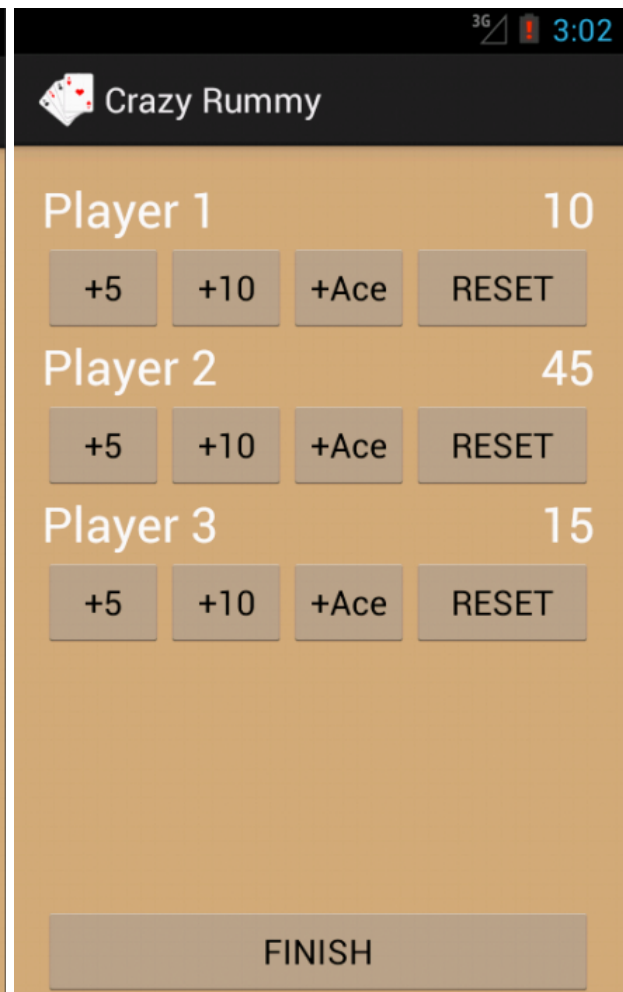 3G 3:02
Crazy Rummy
Player 1 10
+5 +10 +Ace RESET
Player 2 45
+5 +10 +Ace RESET
Player 3 15
+5 +10 +Ace RESET
FINISH